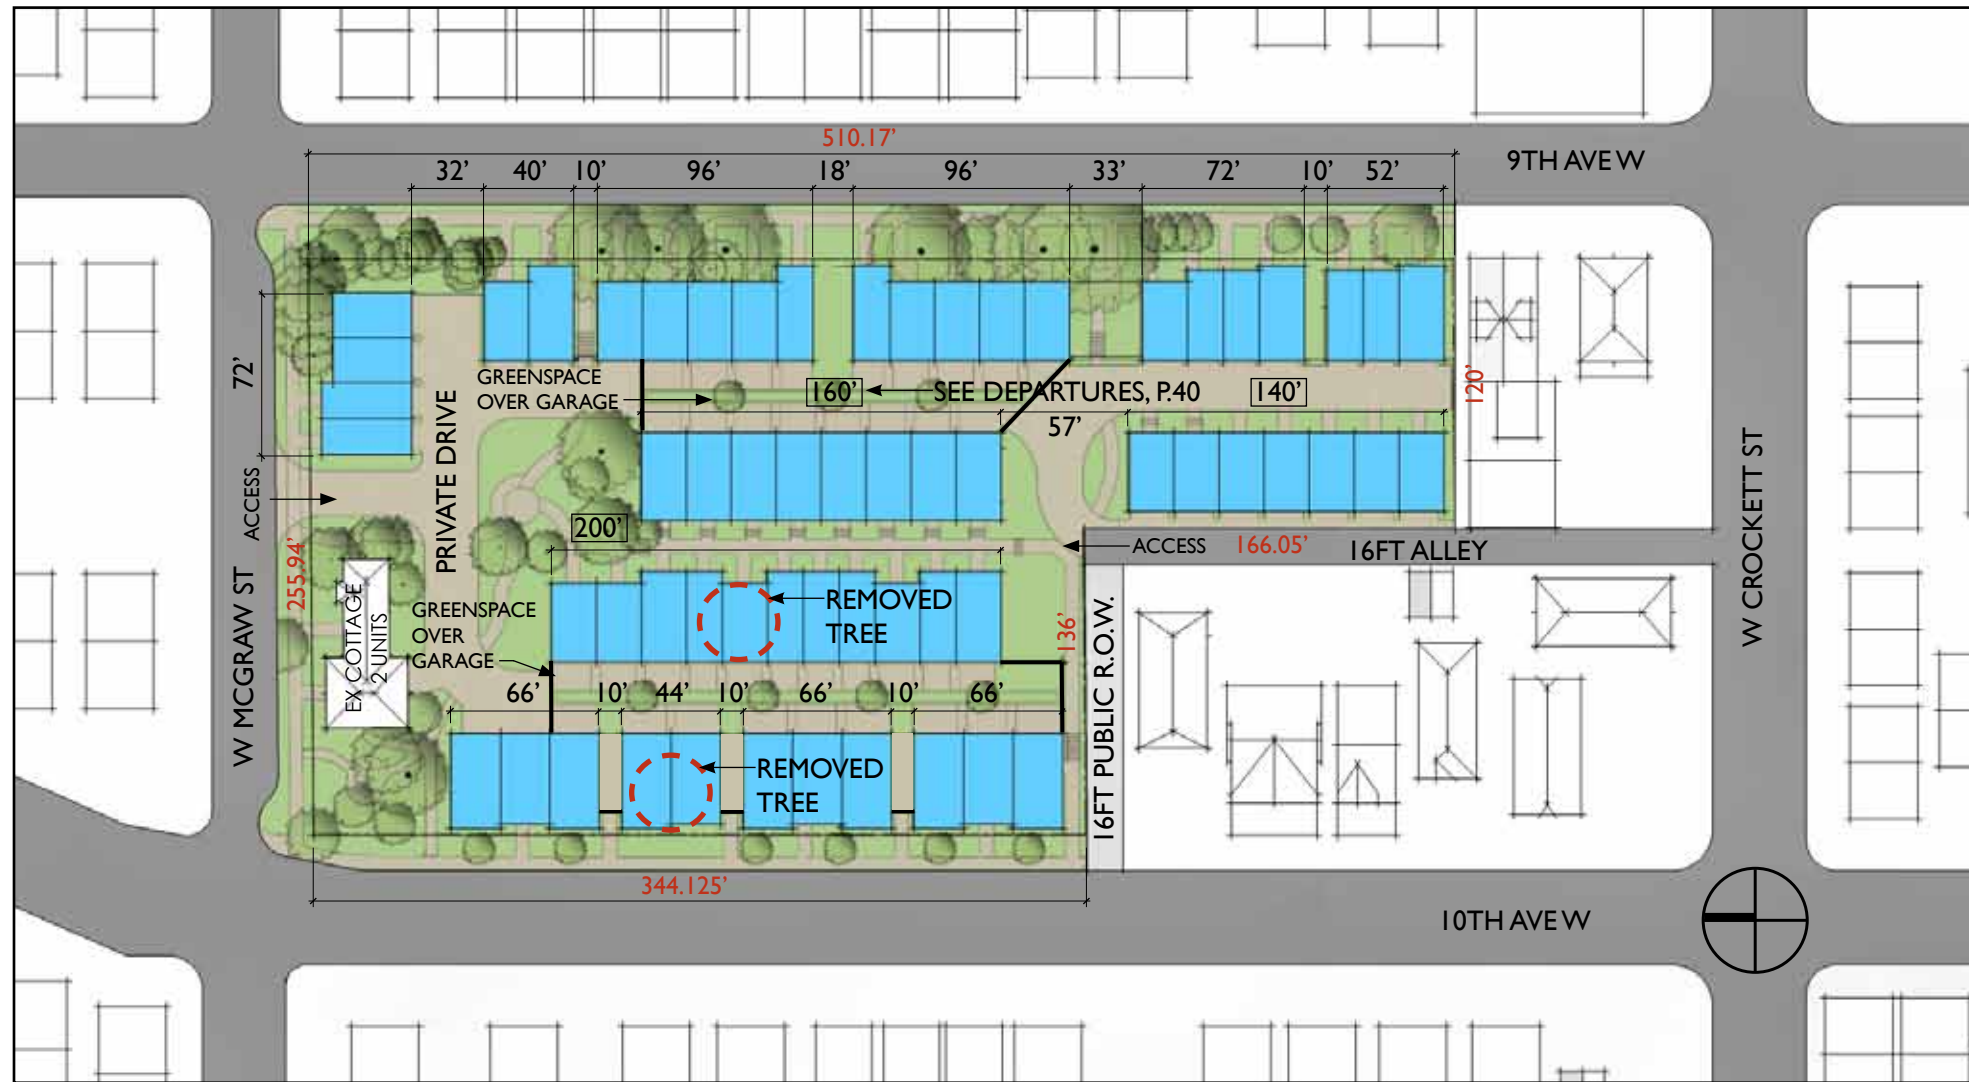 510.17'
9TH AVE W
32'
40'
10'
96'
18'
96'
33'
72'
10'
52'
72'
GREENSPACE
OVER GARAGE
160'
SEE DEPARTURES, P.40
140'
120'
57'
PRIVATE DRIVE
ACCESS
200'
ACCESS
166.05'
16FT ALLEY
W CROCKETT ST
255.94'
W MCGRAW ST
EX COTTAGE
2 UNITS
GREENSPACE
OVER
GARAGE
REMOVED
TREE
136'
16FT PUBLIC R.O.W.
66'
10'
44'
10'
66'
10'
66'
REMOVED
TREE
344.125'
10TH AVE W